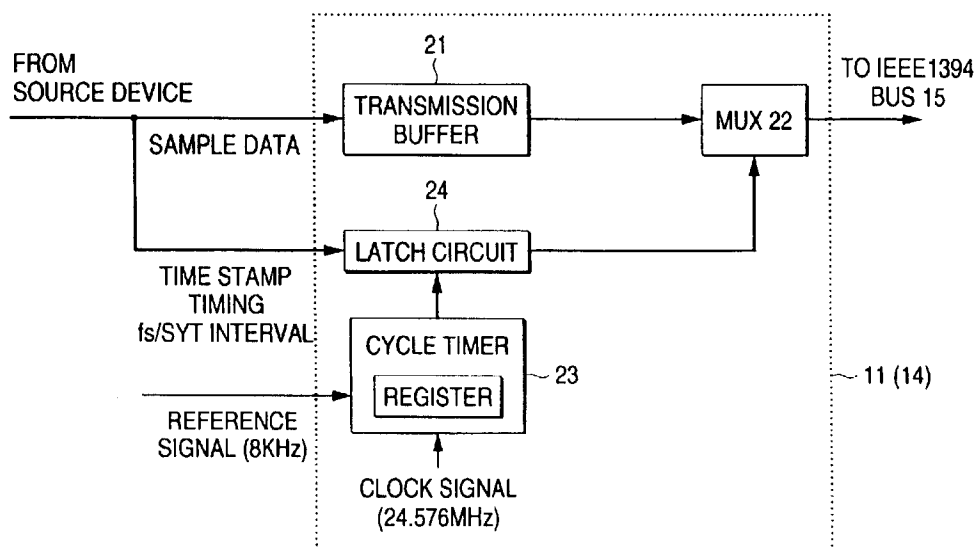 FROM
SOURCE DEVICE
SAMPLE DATA
21
TRANSMISSION
BUFFER
MUX 22
TO IEEE1394
BUS 15
24
LATCH CIRCUIT
TIME STAMP
TIMING
fs/SYT INTERVAL
CYCLE TIMER
REGISTER
23
11 (14)
REFERENCE
SIGNAL (8KHz)
CLOCK SIGNAL
(24.576MHz)